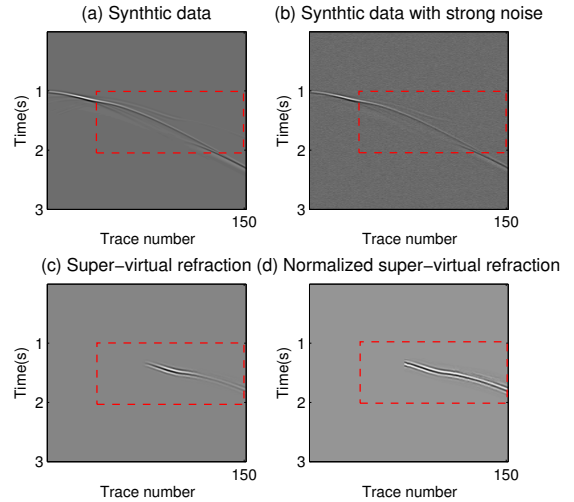 (a) Synthtic data
(b) Synthtic data with strong noise
1
2
3
Time(s)
150
Trace number
1
2
3
Time(s)
150
Trace number
(c) Super−virtual refraction
(d) Normalized super−virtual refraction
1
2
3
Time(s)
150
Trace number
1
2
3
Time(s)
150
Trace number